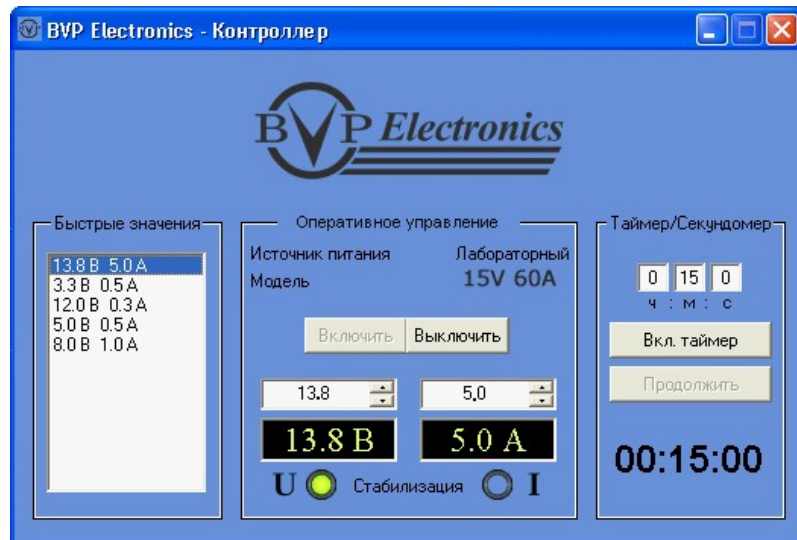 BVP Electronics - Контроллер
BVP Electronics
Быстрые значения
13.8 В 5.0 А
3.3 В 0.5 А
12.0 В 0.3 А
5.0 В 0.5 А
8.0 В 1.0 А
Оперативное управление
Источник питания Лабораторный
Модель 15V 60A
Включить Выключить
13.8 5.0
13.8 В 5.0 А
U Стабилизация I
Таймер/Секундомер
0 15 0
ч : м : с
Вкл. таймер
Продолжить
00:15:00